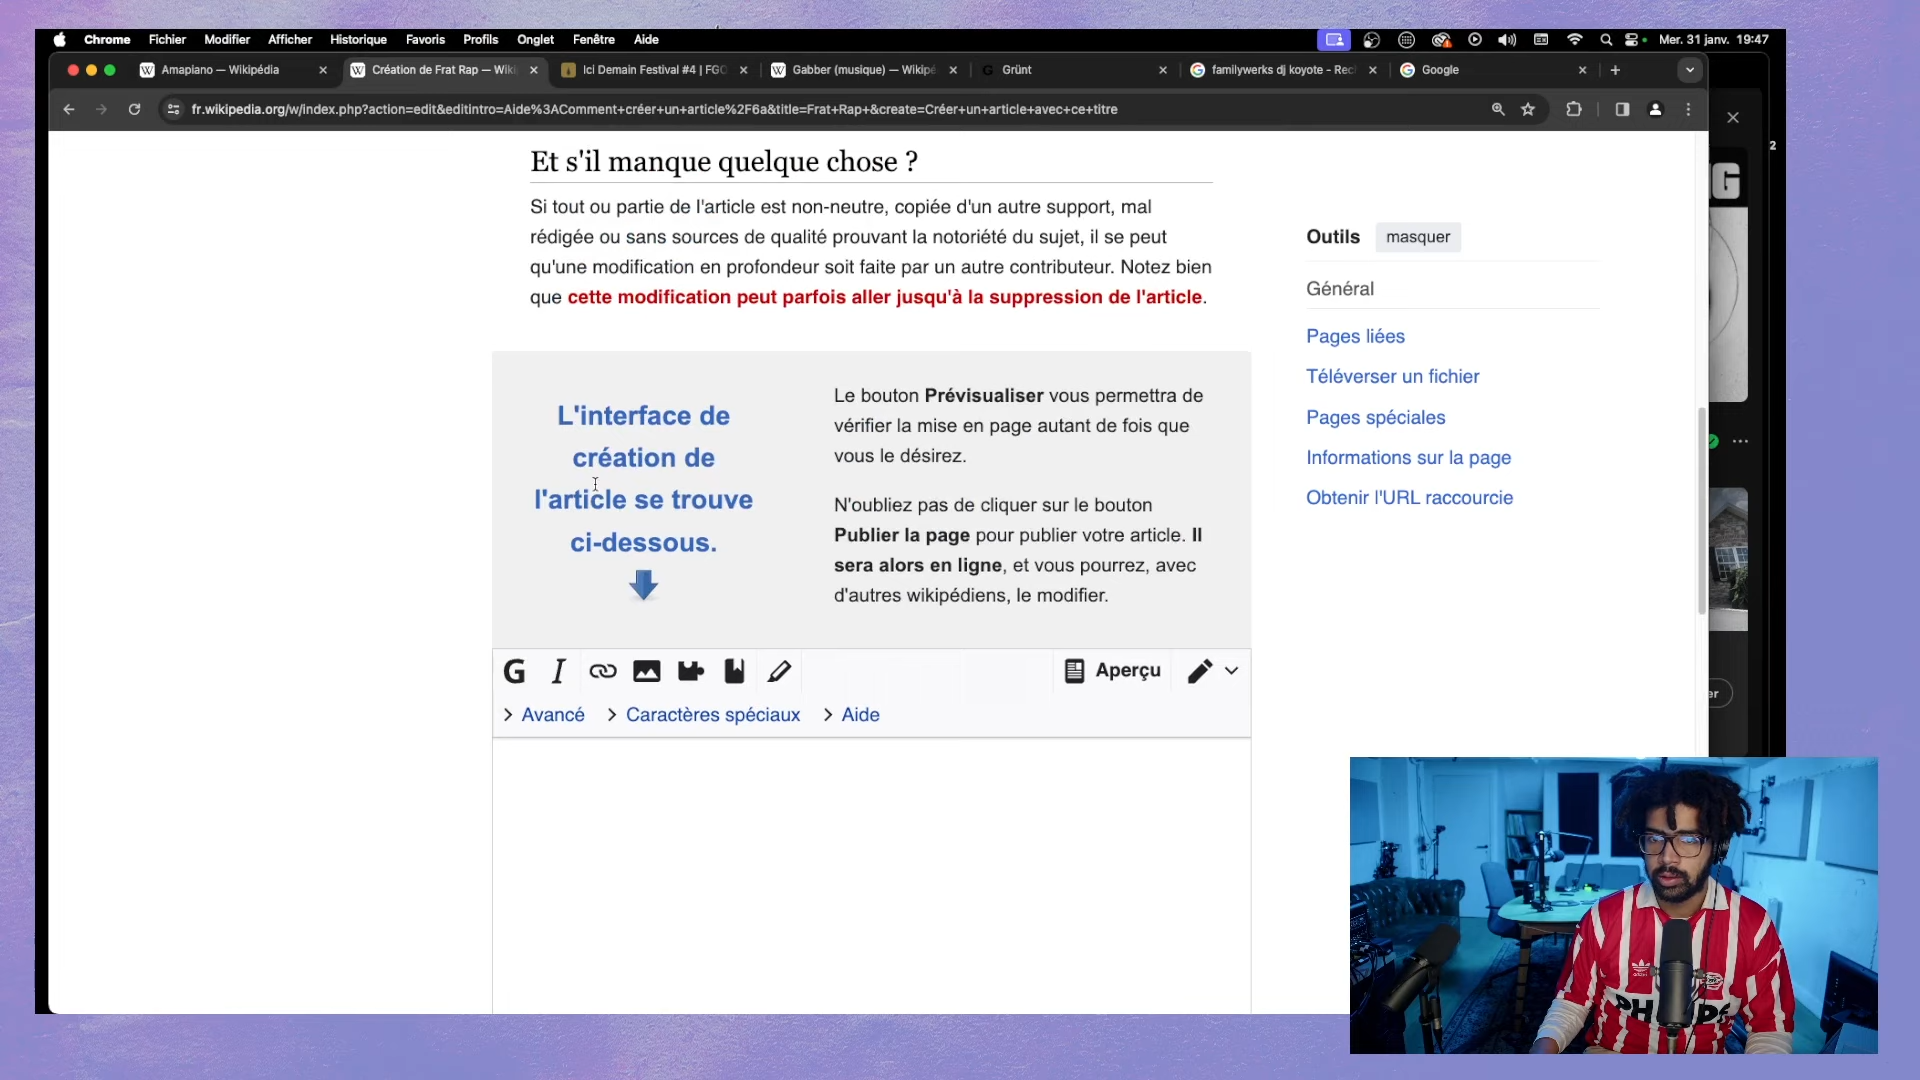 Chrome Fichier Modifier Afficher Historique Favoris Profils Onglet Fenêtre Aide Mer. 31 janv. 19:47
Amapiano — Wikipédia Création de Frat Rap — Wiki Ici Demain Festival #4 | FGO Gabber (musique) — Wikipé Grünt familywerks dj koyote - Rec Google
fr.wikipedia.org/w/index.php?action=edit&editintro=Aide%3AComment+créer+un+article%2F6a&title=Frat+Rap+&create=Créer+un+article+avec+ce+titre
Et s'il manque quelque chose ?
Si tout ou partie de l'article est non-neutre, copiée d'un autre support, mal
rédigée ou sans sources de qualité prouvant la notoriété du sujet, il se peut
qu'une modification en profondeur soit faite par un autre contributeur. Notez bien
que cette modification peut parfois aller jusqu'à la suppression de l'article.
Outils masquer
Général
Pages liées
Téléverser un fichier
Pages spéciales
Informations sur la page
Obtenir l'URL raccourcie
L'interface de
création de
l'article se trouve
ci-dessous.
Le bouton Prévisualiser vous permettra de
vérifier la mise en page autant de fois que
vous le désirez.
N'oubliez pas de cliquer sur le bouton
Publier la page pour publier votre article. Il
sera alors en ligne, et vous pourrez, avec
d'autres wikipédiens, le modifier.
G I Aperçu
Avancé Caractères spéciaux Aide
2
G
er
adidas
PHILIPS